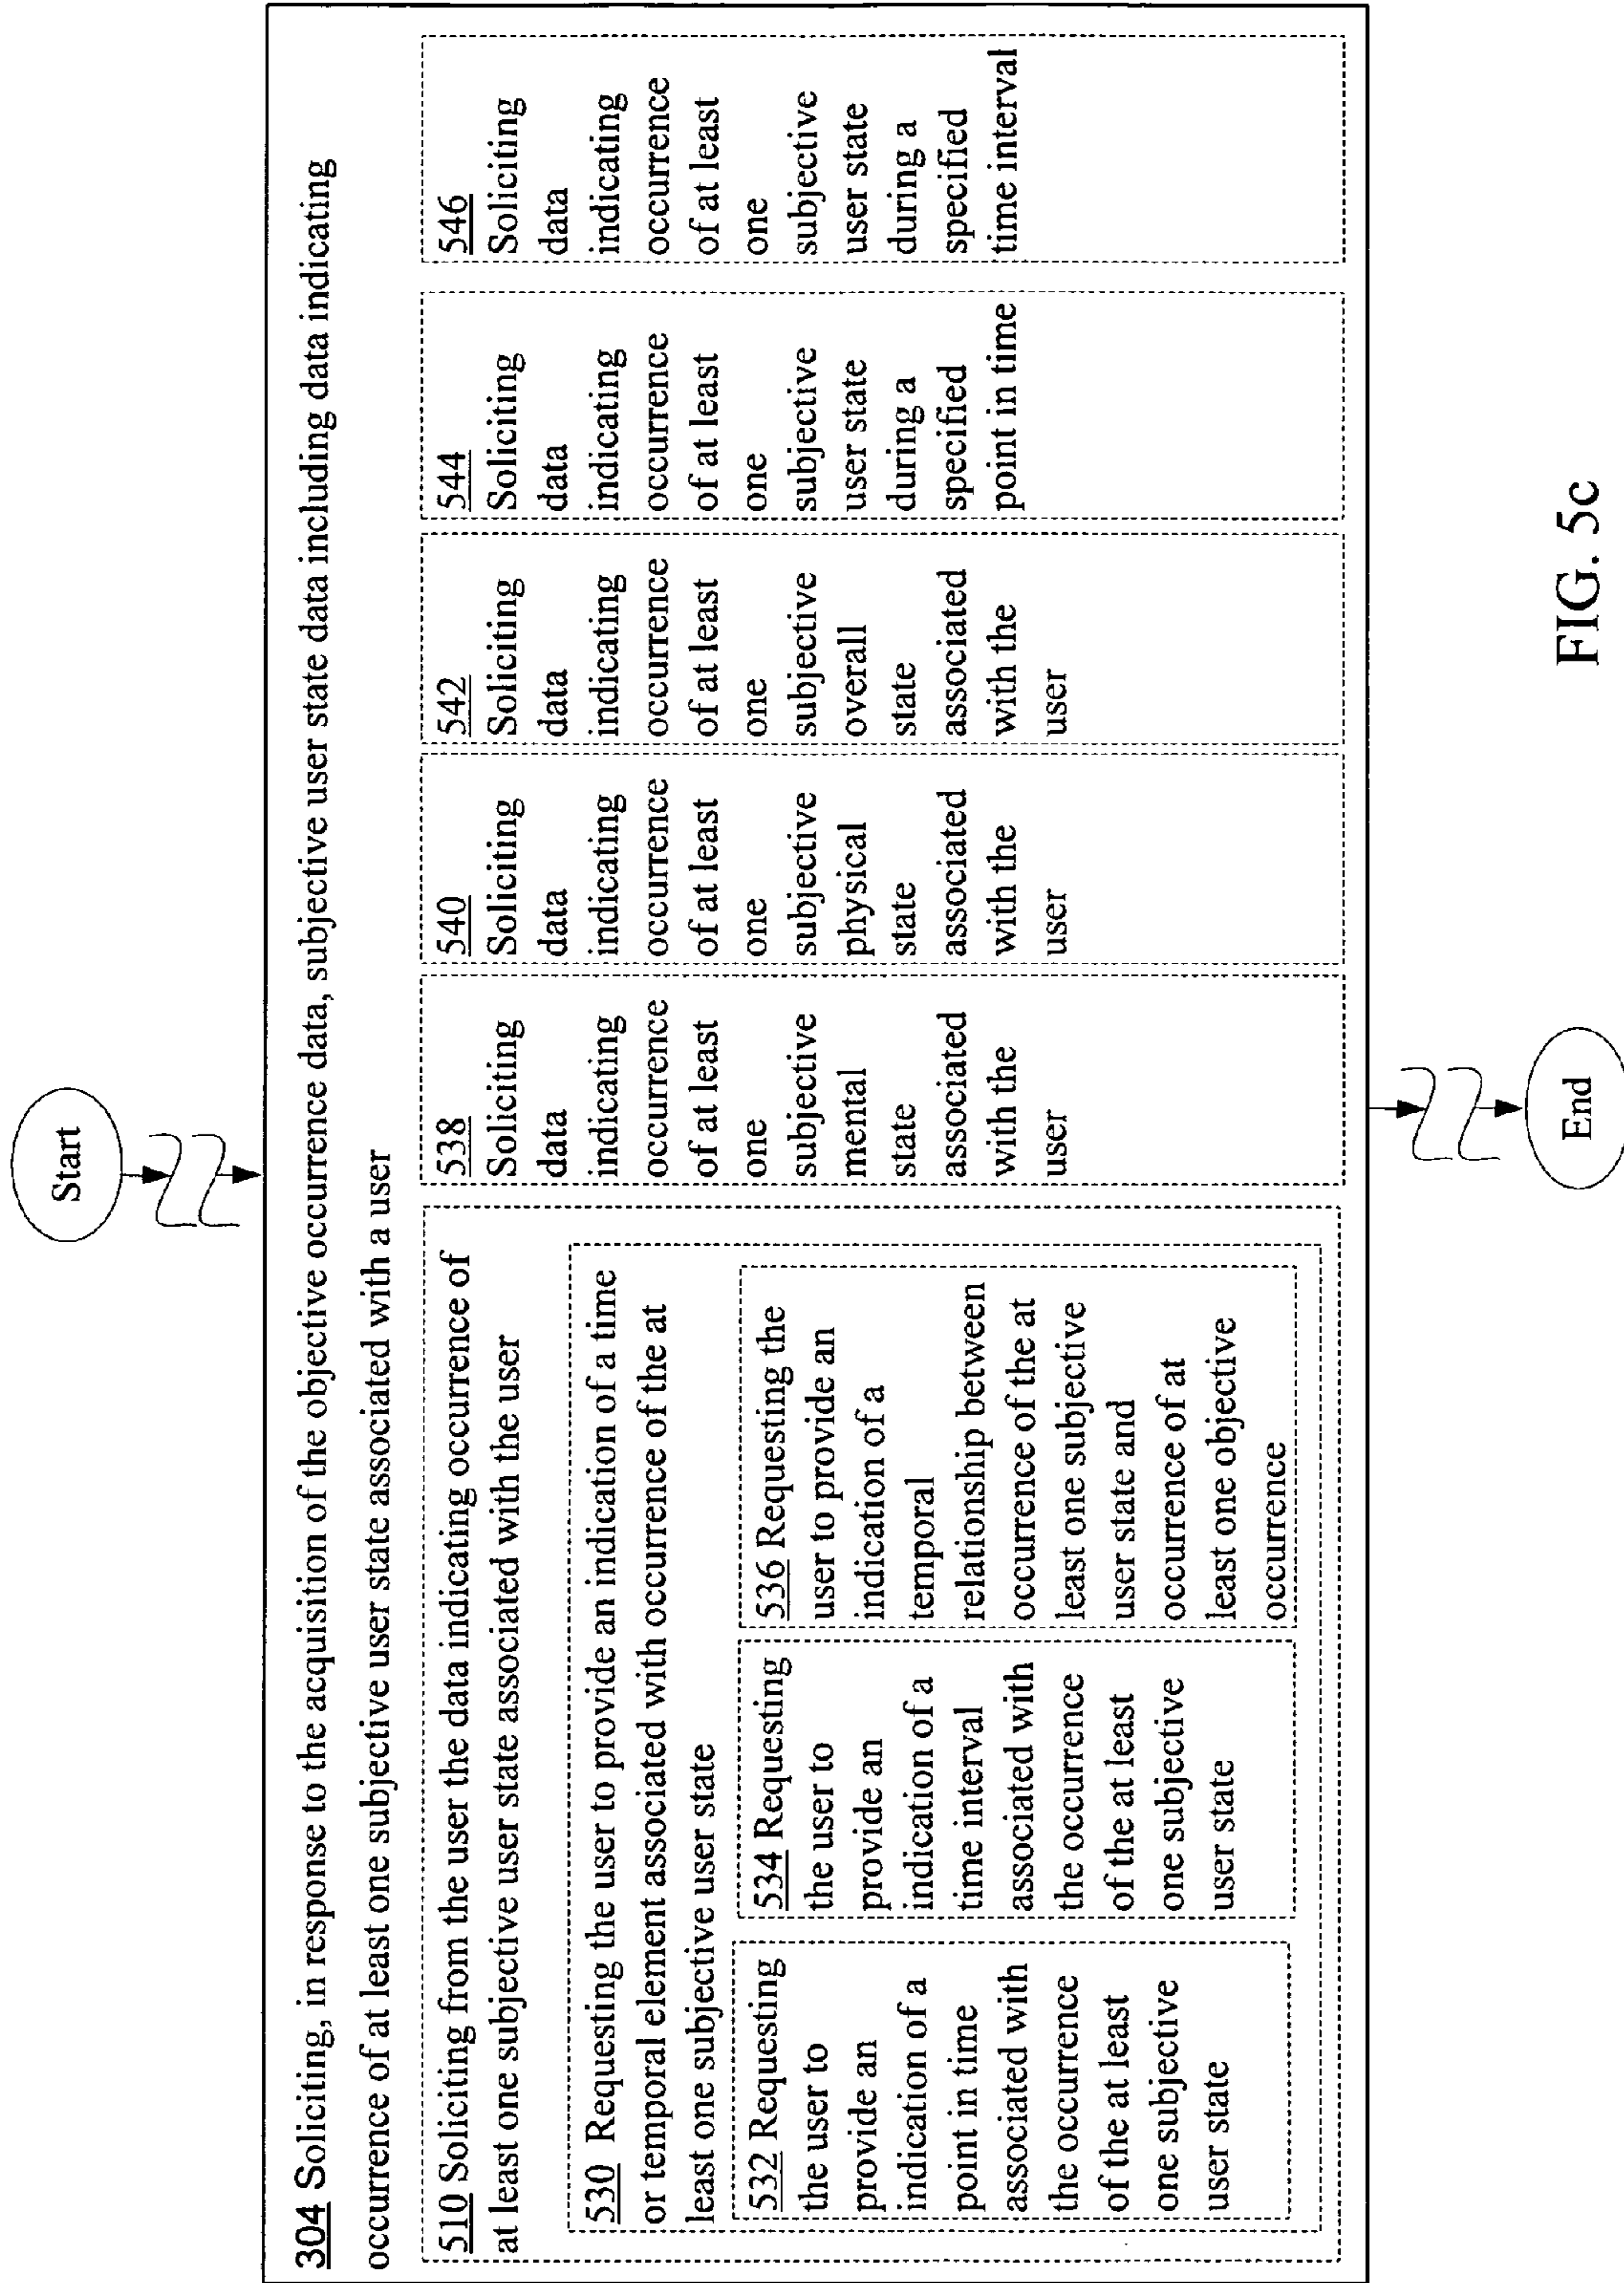 Start
304 Soliciting, in response to the acquisition of the objective occurrence data, subjective user state data including data indicating
occurrence of at least one subjective user state associated with a user
510 Soliciting from the user the data indicating occurrence of
at least one subjective user state associated with the user
530 Requesting the user to provide an indication of a time
or temporal element associated with occurrence of the at
least one subjective user state
532 Requesting
the user to
provide an
indication of a
point in time
associated with
the occurrence
of the at least
one subjective
user state
534 Requesting
the user to
provide an
indication of a
time interval
associated with
the occurrence
of the at least
one subjective
user state
536 Requesting the
user to provide an
indication of a
temporal
relationship between
occurrence of the at
least one subjective
user state and
occurrence of at
least one objective
occurrence
538
Soliciting
data
indicating
occurrence
of at least
one
subjective
mental
state
associated
with the
user
540
Soliciting
data
indicating
occurrence
of at least
one
subjective
physical
state
associated
with the
user
542
Soliciting
data
indicating
occurrence
of at least
one
subjective
overall
state
associated
with the
user
544
Soliciting
data
indicating
occurrence
of at least
one
subjective
user state
during a
specified
point in time
546
Soliciting
data
indicating
occurrence
of at least
one
subjective
user state
during a
specified
time interval
End
FIG. 5c